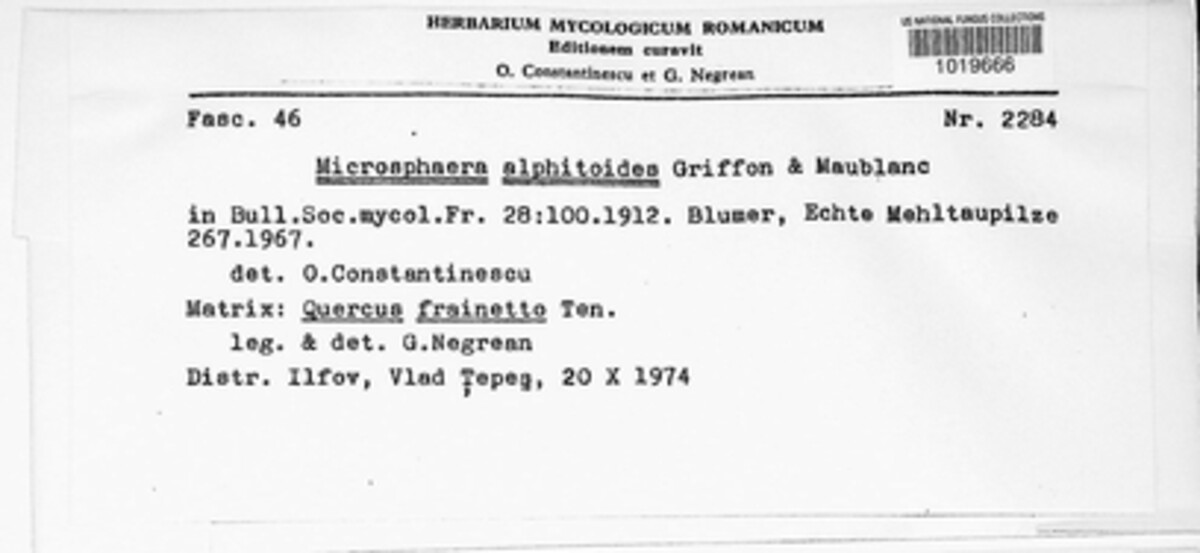 HERBARIUM MYCOLOGICUM ROMANICUM
Editionem curavit
O. Constantinescu et G. Negrean
US NATIONAL FUNGUS COLLECTIONS
1019666
Fasc. 46 Nr. 2284
Microsphaera alphitoides Griffon & Maublanc
in Bull.Soc.mycol.Fr. 28:100.1912. Blumer, Echte Mehltaupilze
267.1967.
det. O.Constantinescu
Matrix: Quercus frainetto Ten.
leg. & det. G.Negrean
Distr. Ilfov, Vlad Țepeș, 20 X 1974